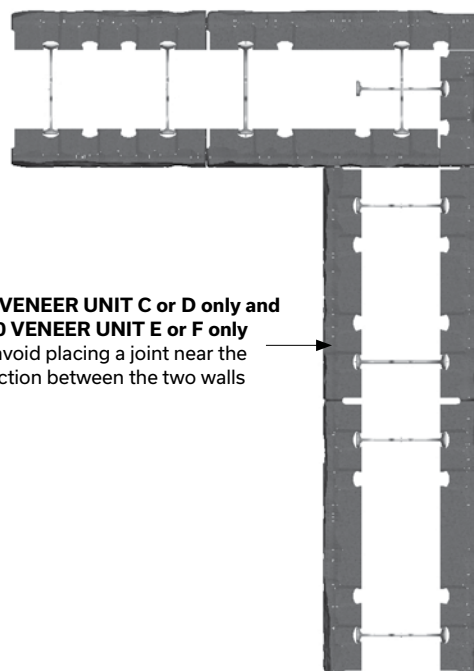 VENEER UNIT C or D only and
VENEER UNIT E or F only
avoid placing a joint near the
between the two walls